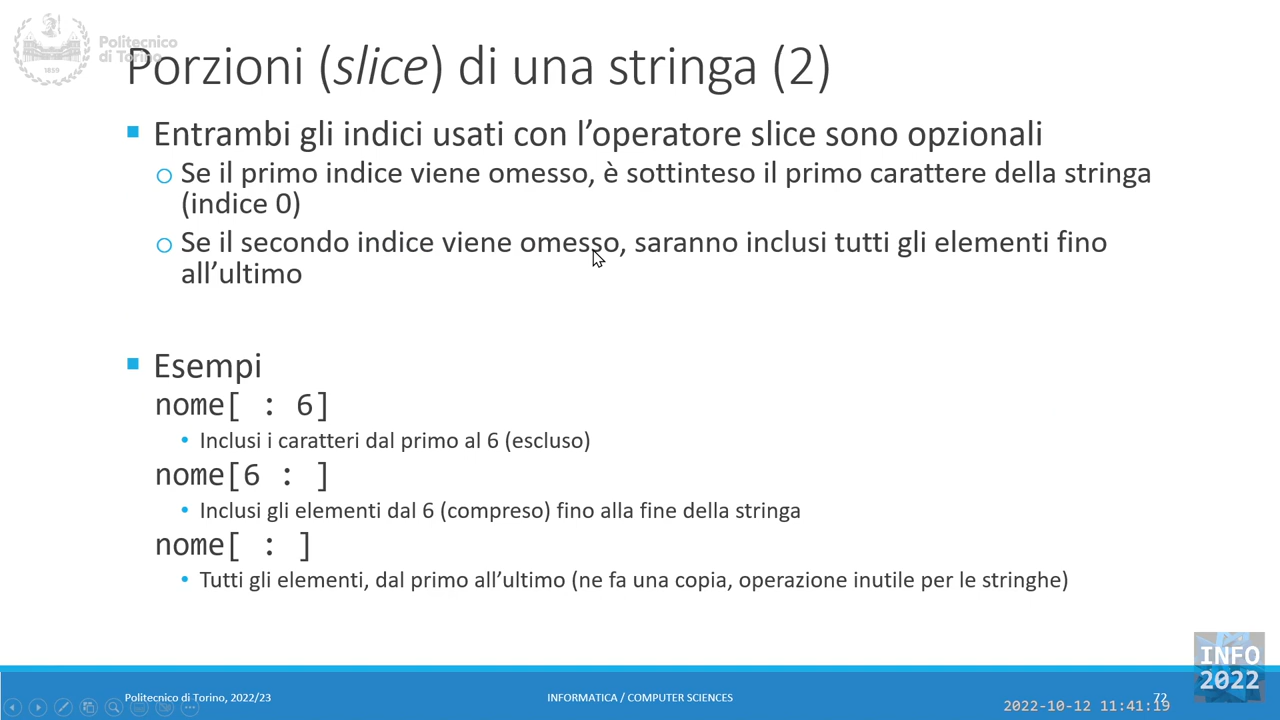 Politecnico
di Torino
1859
Porzioni (slice) di una stringa (2)
Entrambi gli indici usati con l’operatore slice sono opzionali
Se il primo indice viene omesso, è sottinteso il primo carattere della stringa
(indice 0)
Se il secondo indice viene omesso, saranno inclusi tutti gli elementi fino
all’ultimo
Esempi
nome[ : 6]
Inclusi i caratteri dal primo al 6 (escluso)
nome[6 : ]
Inclusi gli elementi dal 6 (compreso) fino alla fine della stringa
nome[ : ]
Tutti gli elementi, dal primo all’ultimo (ne fa una copia, operazione inutile per le stringhe)
INFO
2022
Politecnico di Torino, 2022/23
INFORMATICA / COMPUTER SCIENCES
72
2022-10-12 11:41:19